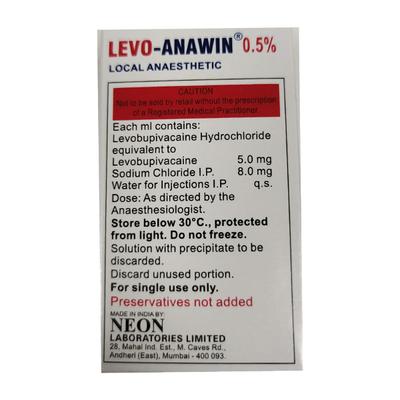 LEVO-ANAWIN® 0.5%
LOCAL ANAESTHETIC
CAUTION
Not to be sold by retail without the prescription
of a Registered Medical Practitioner.
Each ml contains:
Levobupivacaine Hydrochloride
equivalent to
Levobupivacaine 5.0 mg
Sodium Chloride I.P. 8.0 mg
Water for Injections I.P. q.s.
Dose: As directed by the
Anaesthesiologist.
Store below 30°C., protected
from light. Do not freeze.
Solution with precipitate to be
discarded.
Discard unused portion.
For single use only.
Preservatives not added
MADE IN INDIA BY:
NEON
LABORATORIES LIMITED
28, Mahal Ind. Est., M. Caves Rd.,
Andheri (East), Mumbai - 400 093.